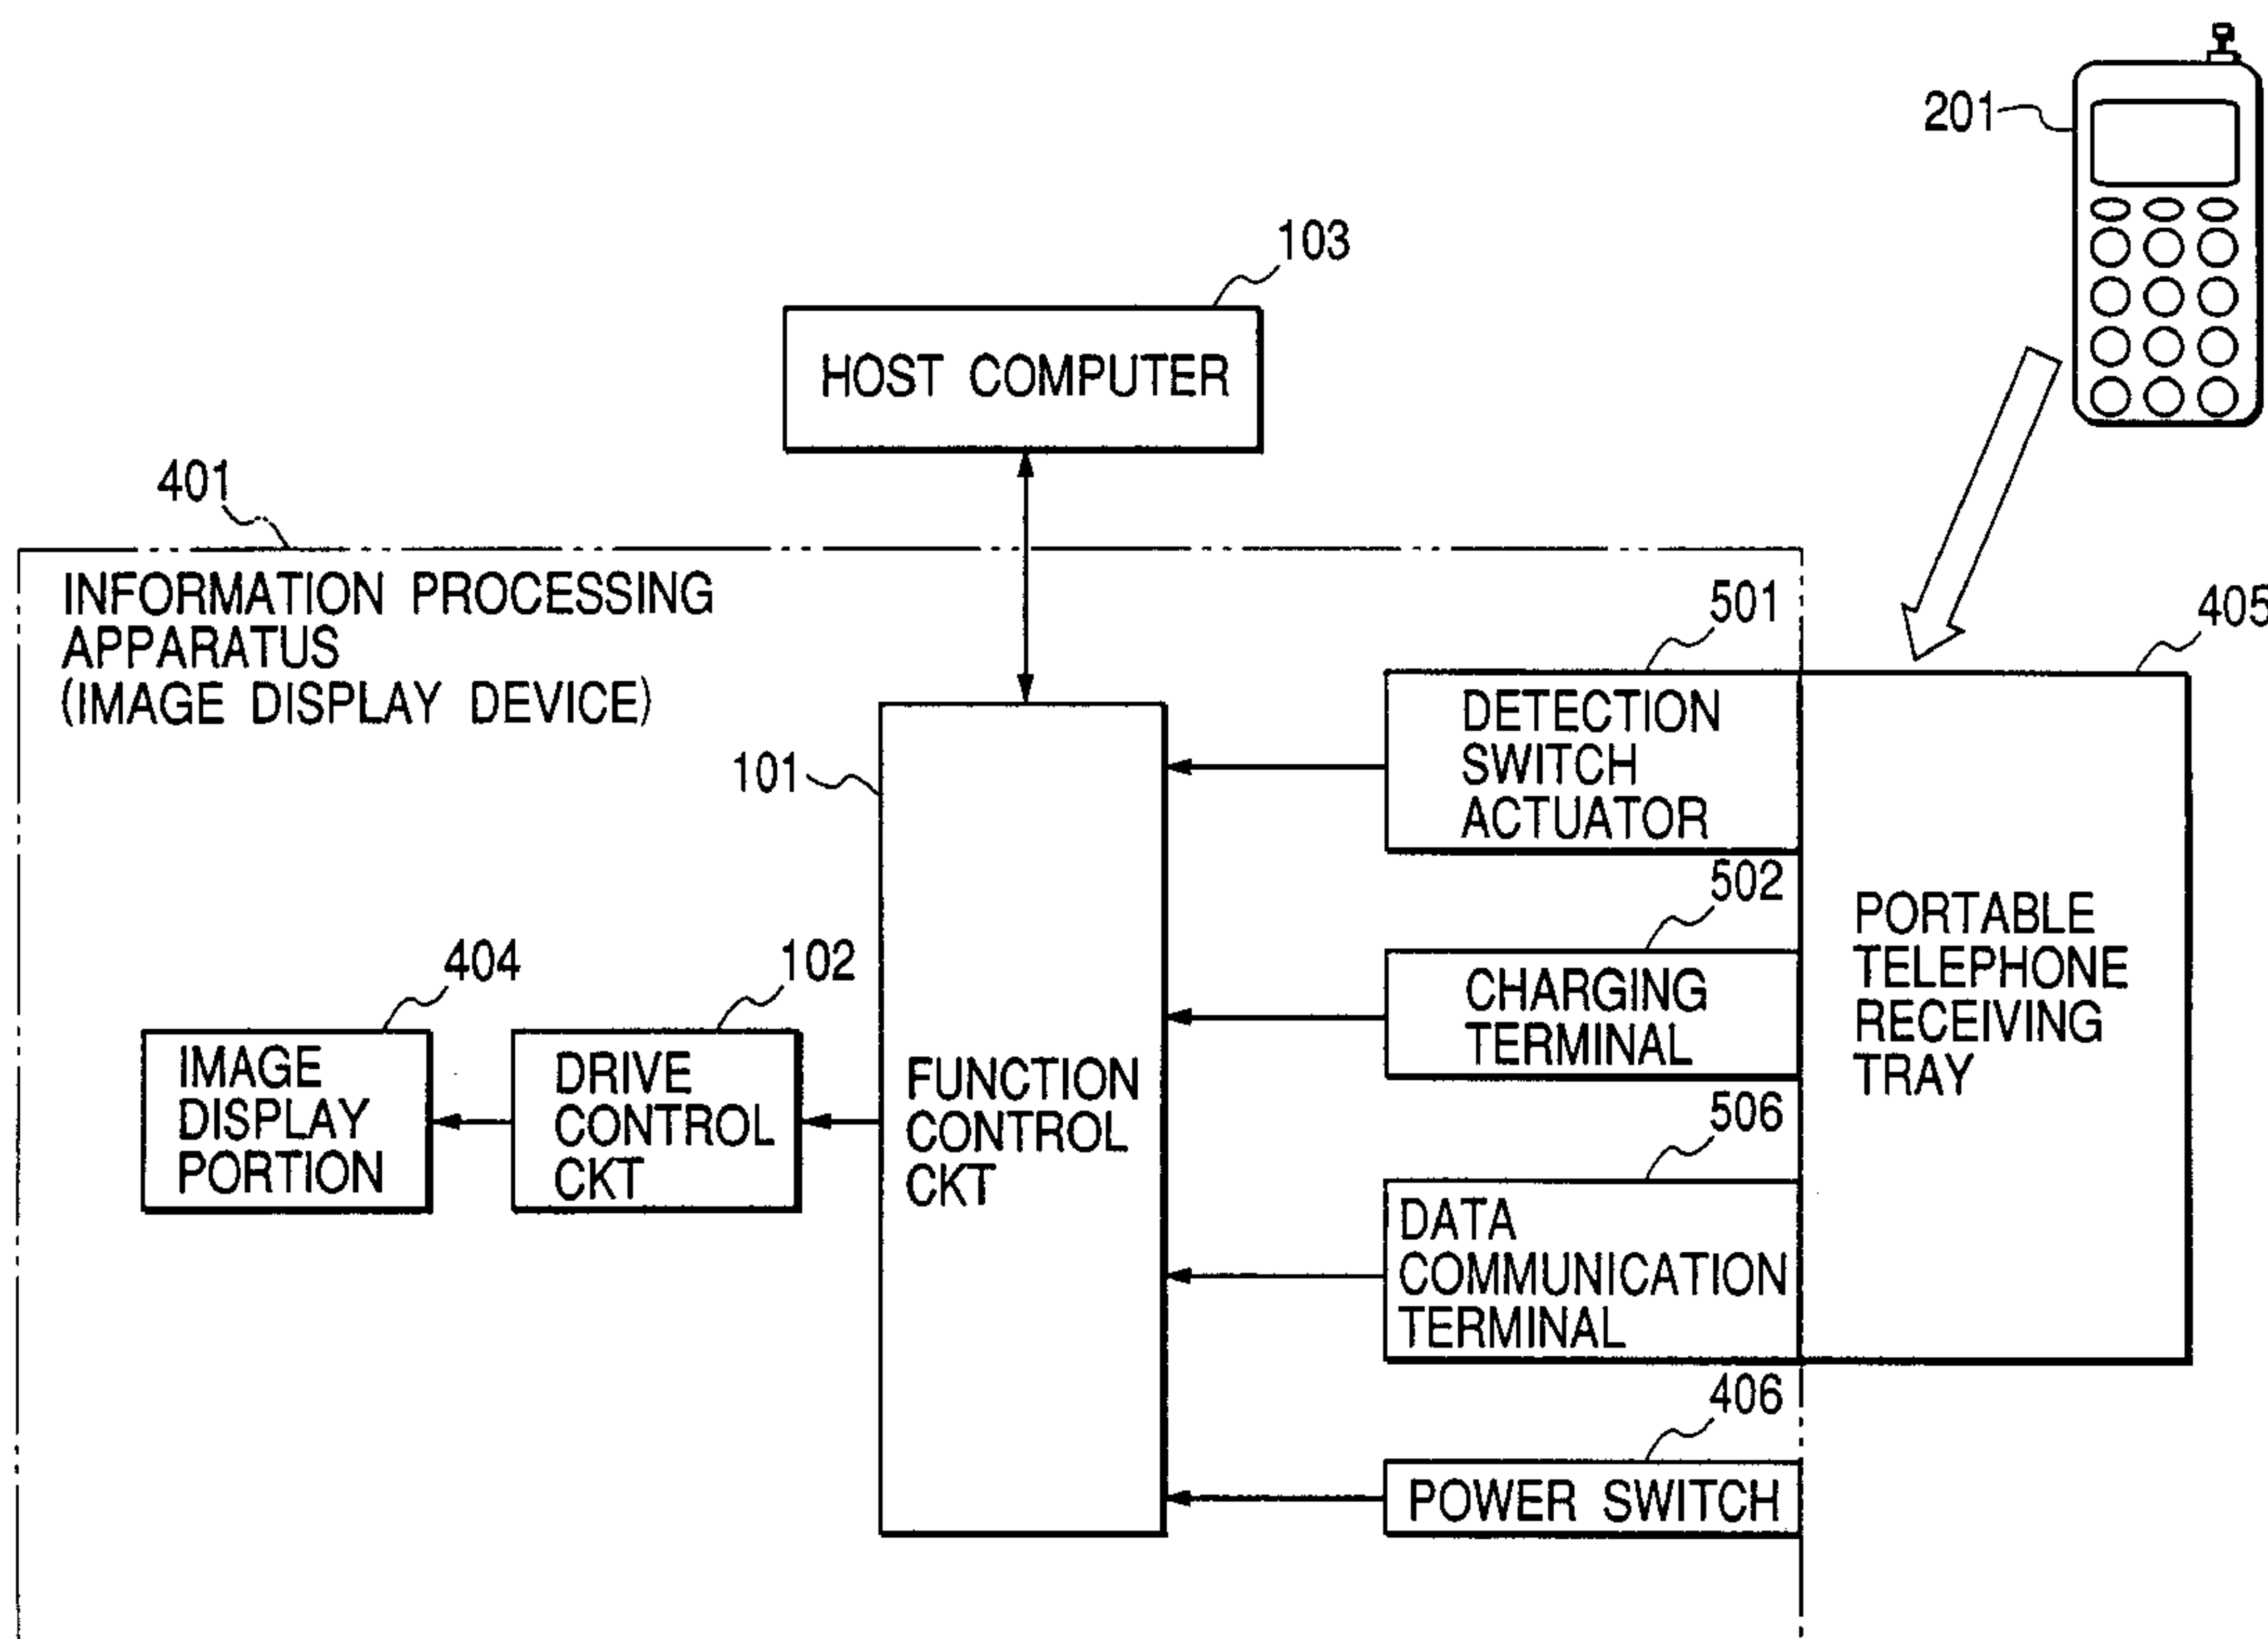 201
103
HOST COMPUTER
401
INFORMATION PROCESSING
APPARATUS
(IMAGE DISPLAY DEVICE)
501
405
DETECTION
SWITCH
ACTUATOR
101
502
PORTABLE
TELEPHONE
RECEIVING
TRAY
404
102
CHARGING
TERMINAL
IMAGE
DISPLAY
PORTION
DRIVE
CONTROL
CKT
FUNCTION
CONTROL
CKT
506
DATA
COMMUNICATION
TERMINAL
406
POWER SWITCH